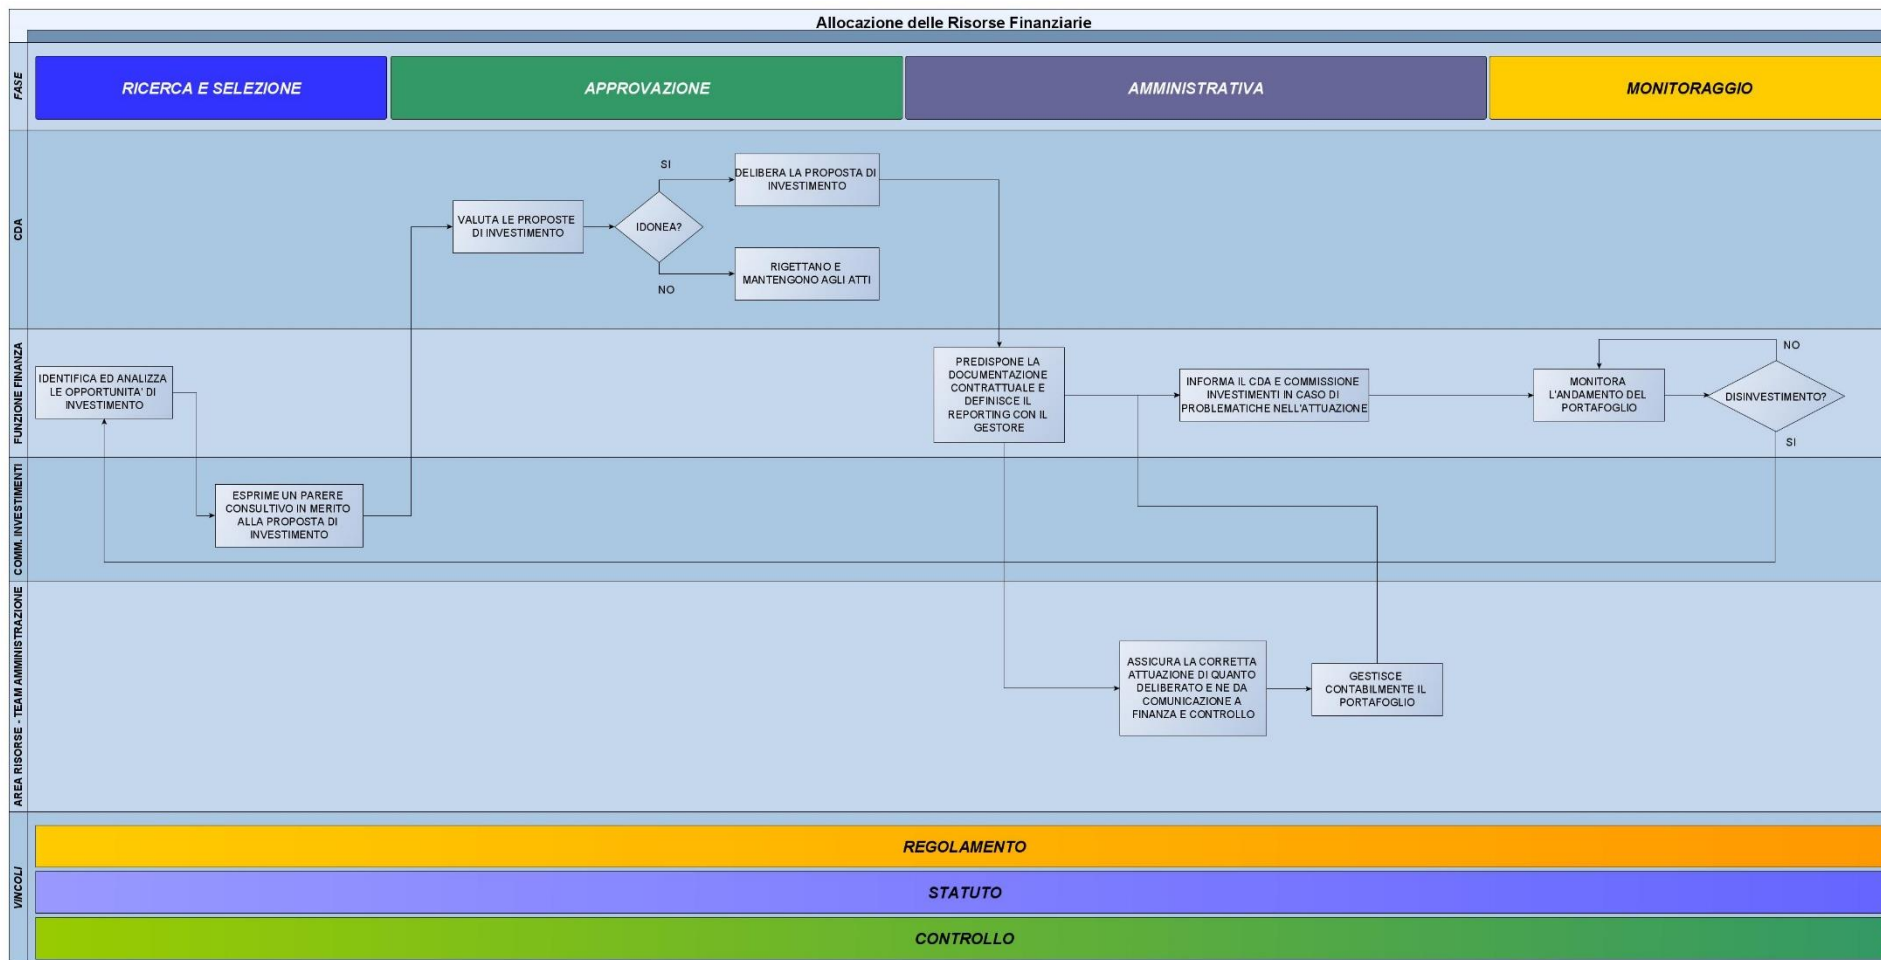 Allocazione delle Risorse Finanziarie
FASE
RICERCA E SELEZIONE
APPROVAZIONE
AMMINISTRATIVA
MONITORAGGIO
CDA
VALUTA LE PROPOSTE
DI INVESTIMENTO
IDONEA?
SI
DELIBERA LA PROPOSTA DI
INVESTIMENTO
NO
RIGETTANO E
MANTENGONO AGLI ATTI
FUNZIONE FINANZA
IDENTIFICA ED ANALIZZA
LE OPPORTUNITA' DI
INVESTIMENTO
PREDISPONE LA
DOCUMENTAZIONE
CONTRATTUALE E
DEFINISCE IL
REPORTING CON IL
GESTORE
INFORMA IL CDA E COMMISSIONE
INVESTIMENTI IN CASO DI
PROBLEMATICHE NELL'ATTUAZIONE
MONITORA
L'ANDAMENTO DEL
PORTAFOGLIO
DISINVESTIMENTO?
NO
SI
COMM. INVESTIMENTI
ESPRIME UN PARERE
CONSULTIVO IN MERITO
ALLA PROPOSTA DI
INVESTIMENTO
AREA RISORSE - TEAM AMMINISTRAZIONE
ASSICURA LA CORRETTA
ATTUAZIONE DI QUANTO
DELIBERATO E NE DA
COMUNICAZIONE A
FINANZA E CONTROLLO
GESTISCE
CONTABILMENTE IL
PORTAFOGLIO
VINCOLI
REGOLAMENTO
STATUTO
CONTROLLO